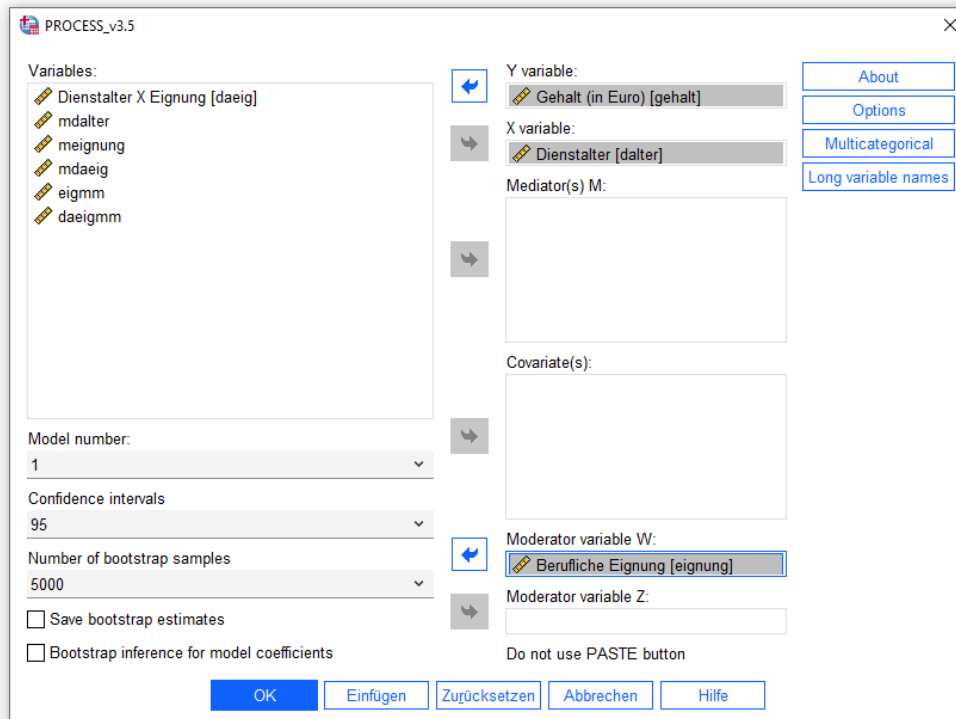 PROCESS_v3.5
Variables:
Dienstalter X Eignung [daeig]
mdalter
meignung
mdaeig
eigmm
daeigmm
Model number:
1
Confidence intervals
95
Number of bootstrap samples
5000
Save bootstrap estimates
Bootstrap inference for model coefficients
Y variable:
Gehalt (in Euro) [gehalt]
X variable:
Dienstalter [dalter]
Mediator(s) M:
Covariate(s):
Moderator variable W:
Berufliche Eignung [eignung]
Moderator variable Z:
Do not use PASTE button
About
Options
Multicategorical
Long variable names
OK
Einfügen
Zurücksetzen
Abbrechen
Hilfe